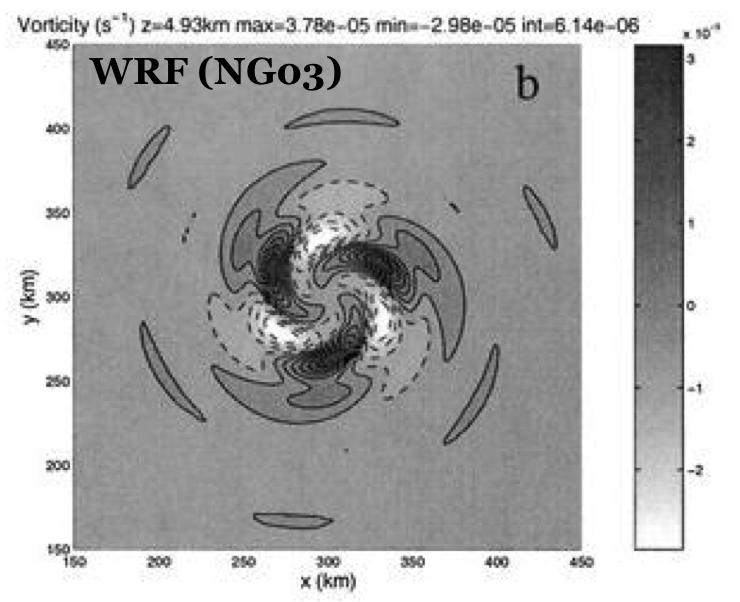 Vorticity (s⁻¹) z=4.93km max=3.78e−05 min=−2.98e−05 int=6.14e−06
WRF (NG03)
b
x 10⁻⁵
450
400
350
300
250
200
150
y (km)
150 200 250 300 350 400 450
x (km)
3
2
1
0
−1
−2